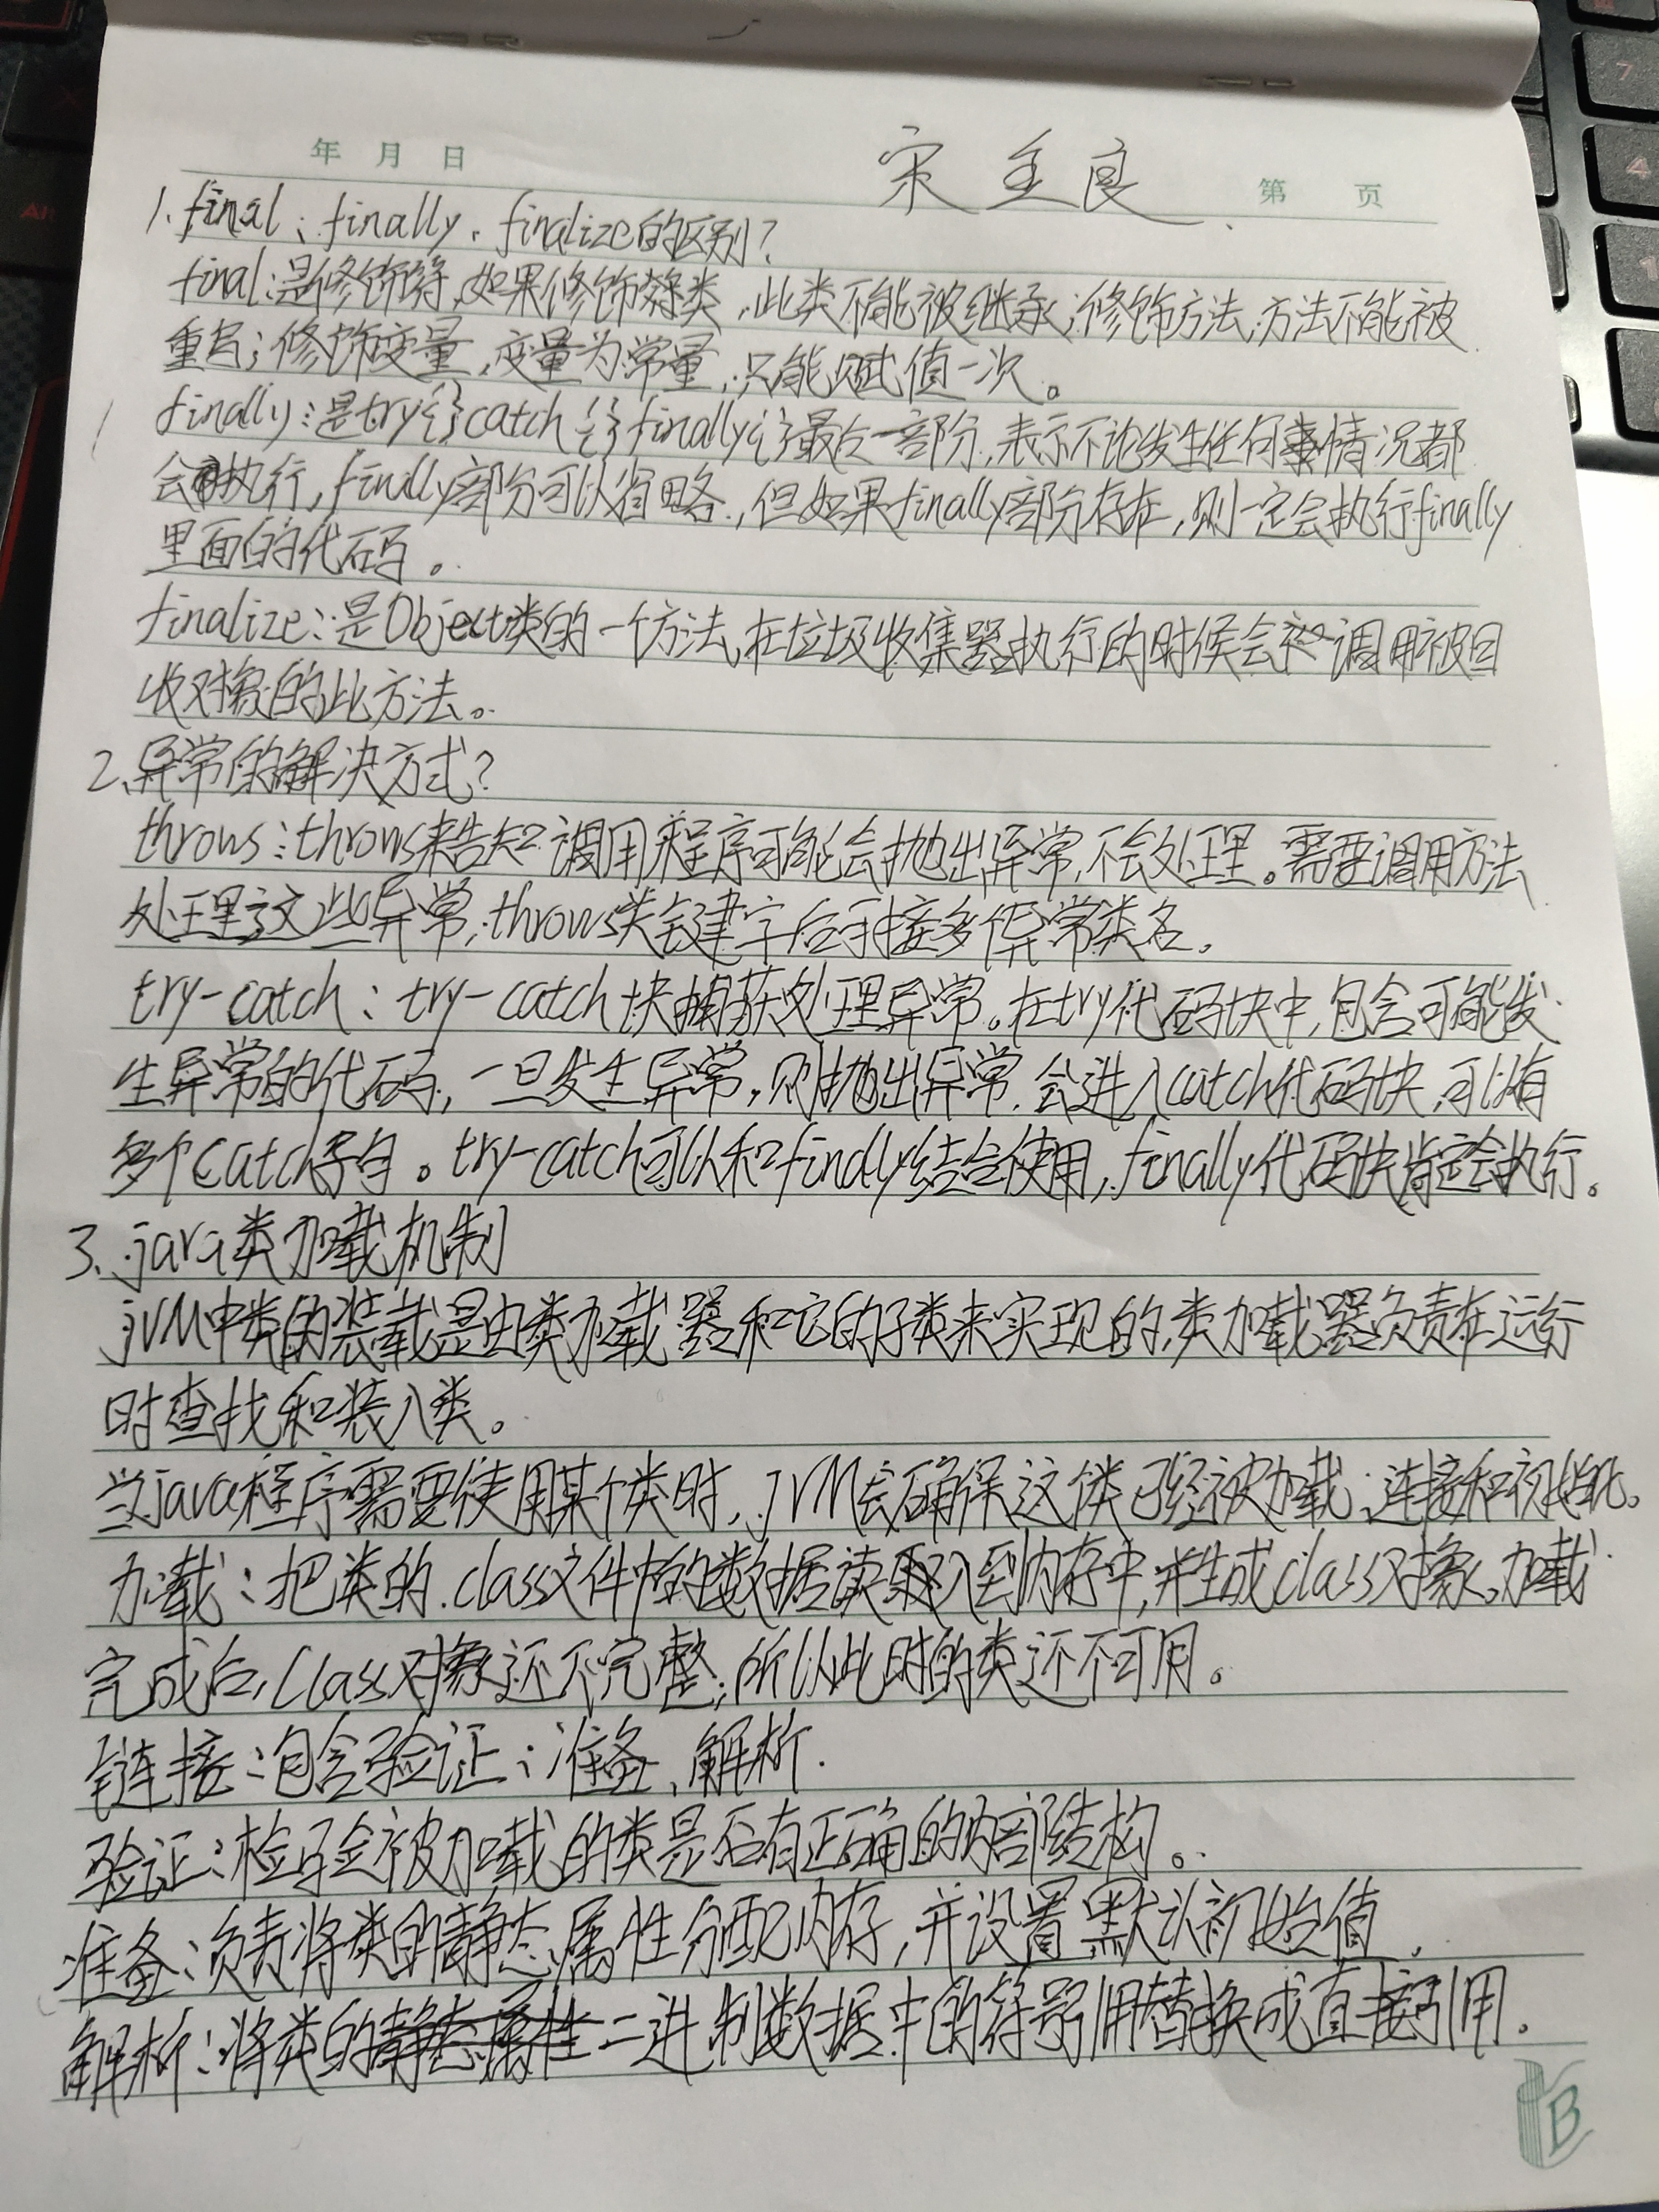 年 月 日
宋全良
第 页
1. final、finally、finalize的区别?
final:是修饰符,如果修饰类,此类不能被继承;修饰方法,方法不能被
重写;修饰变量,变量为常量,只能赋值一次。
finally:是try{}catch{}finally{}最后一部分,表示不论发生任何情况都
会执行,finally部分可以省略,但如果finally部分存在,则一定会执行finally
里面的代码。
finalize:是Object类的一个方法,在垃圾收集器执行的时候会调用被回
收对象的此方法。
2、异常的解决方式?
throws:throws来告知调用程序可能会抛出异常,不会处理。需要调用方法
处理这些异常,throws关键字后可接多个异常类名。
try-catch:try-catch块捕获处理异常。在try代码块中,包含可能发
生异常的代码,一旦发生异常,则抛出异常.会进入catch代码块,可以有
多个catch子句。try-catch可以和finally结合使用,finally代码块肯定会执行。
3、java类加载机制
JVM中类的装载是由类加载器和它的子类来实现的,类加载器负责在运行
时查找和装入类。
当java程序需要使用某个类时,JVM会确保这个类已经被加载、连接和初始化。
加载:把类的.class文件中的数据读入到内存中,并生成class对象。加载
完成后,Class对象还不完整,所以此时的类还不可用。
链接:包含验证、准备、解析.
验证:检验被加载的类是否有正确的内部结构。
准备:负责将类的静态属性分配内存,并设置默认初始值.
解析:将类的二进制数据中的符号引用替换成直接引用.
B